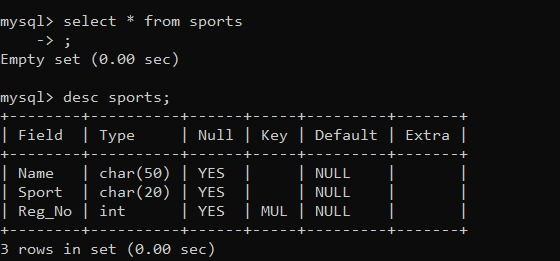 mysql> select * from sports
    -> ;
Empty set (0.00 sec)

mysql> desc sports;
+--------+----------+------+-----+---------+-------+
| Field  | Type     | Null | Key | Default | Extra |
+--------+----------+------+-----+---------+-------+
| Name   | char(50) | YES  |     | NULL    |       |
| Sport  | char(20) | YES  |     | NULL    |       |
| Reg_No | int      | YES  | MUL | NULL    |       |
+--------+----------+------+-----+---------+-------+
3 rows in set (0.00 sec)